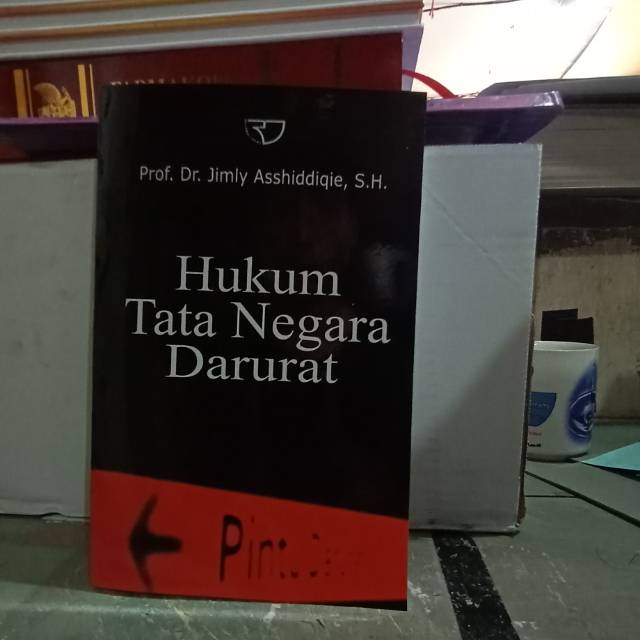 Prof. Dr. Jimly Asshiddiqie, S.H.
Hukum
Tata Negara
Darurat
Pintu